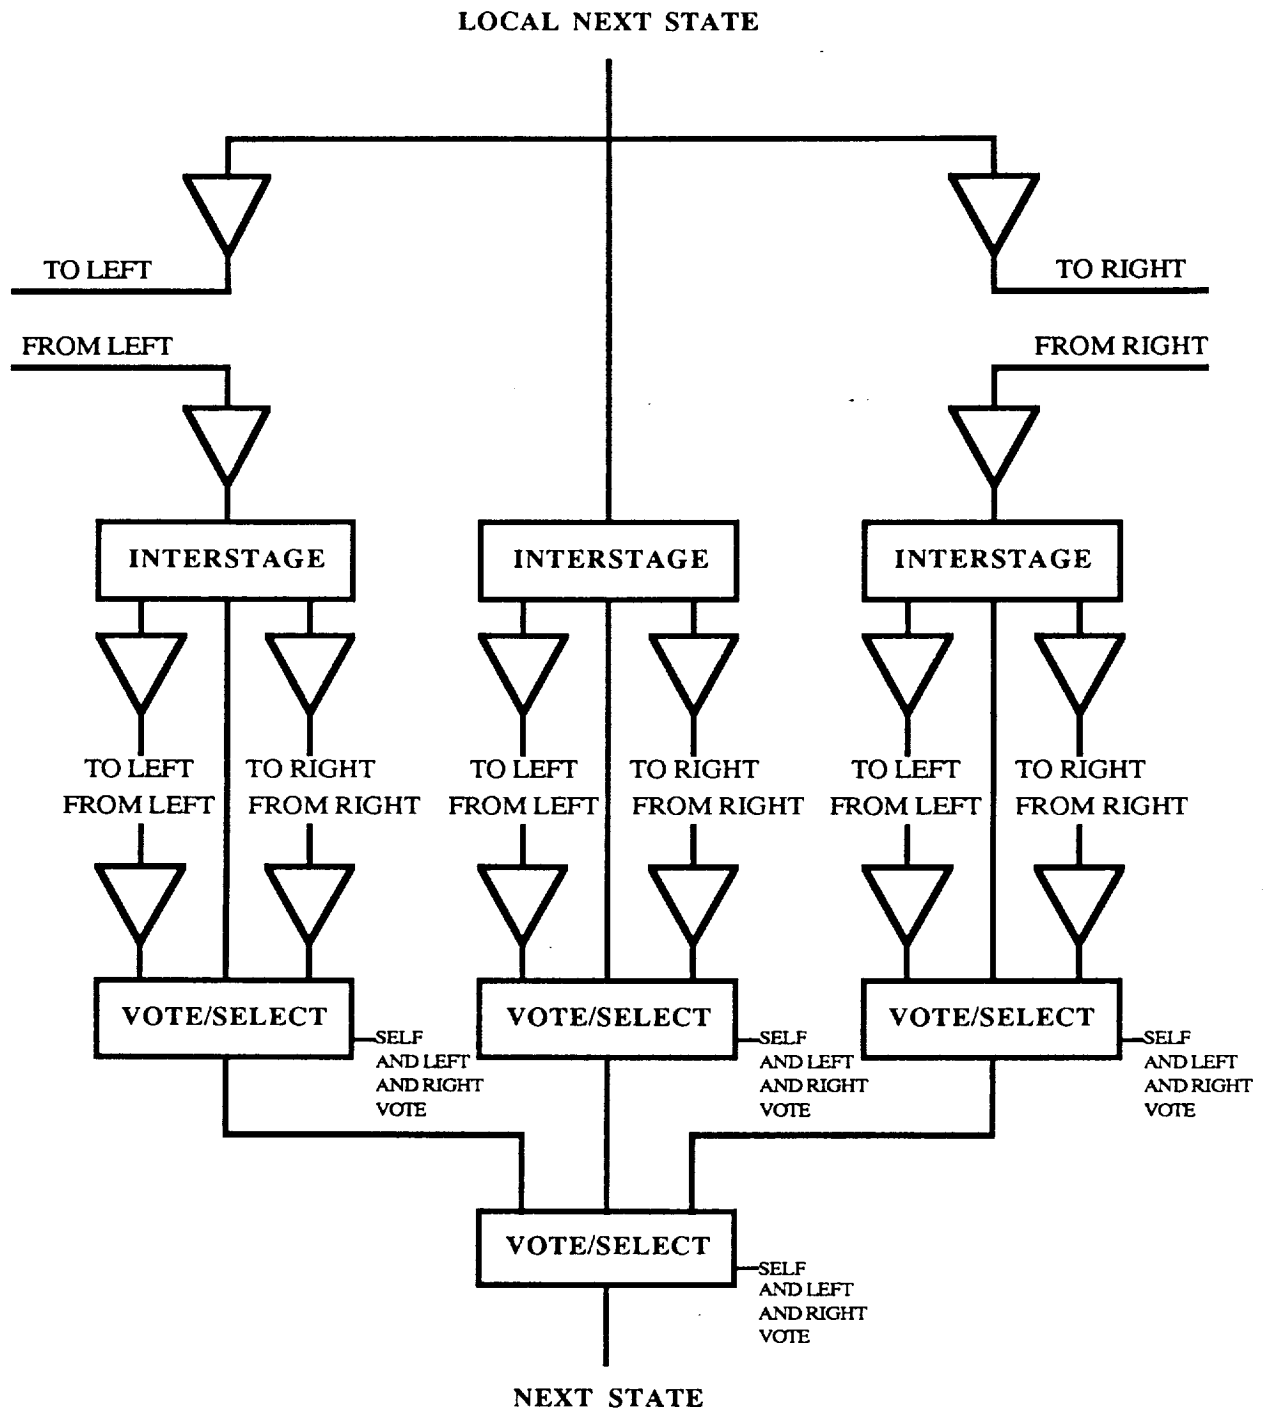 LOCAL NEXT STATE
TO LEFT
TO RIGHT
FROM LEFT
FROM RIGHT
INTERSTAGE
INTERSTAGE
INTERSTAGE
TO LEFT
TO RIGHT
TO LEFT
TO RIGHT
TO LEFT
TO RIGHT
FROM LEFT
FROM RIGHT
FROM LEFT
FROM RIGHT
FROM LEFT
FROM RIGHT
VOTE/SELECT
VOTE/SELECT
VOTE/SELECT
SELF
AND LEFT
AND RIGHT
VOTE
SELF
AND LEFT
AND RIGHT
VOTE
SELF
AND LEFT
AND RIGHT
VOTE
VOTE/SELECT
SELF
AND LEFT
AND RIGHT
VOTE
NEXT STATE